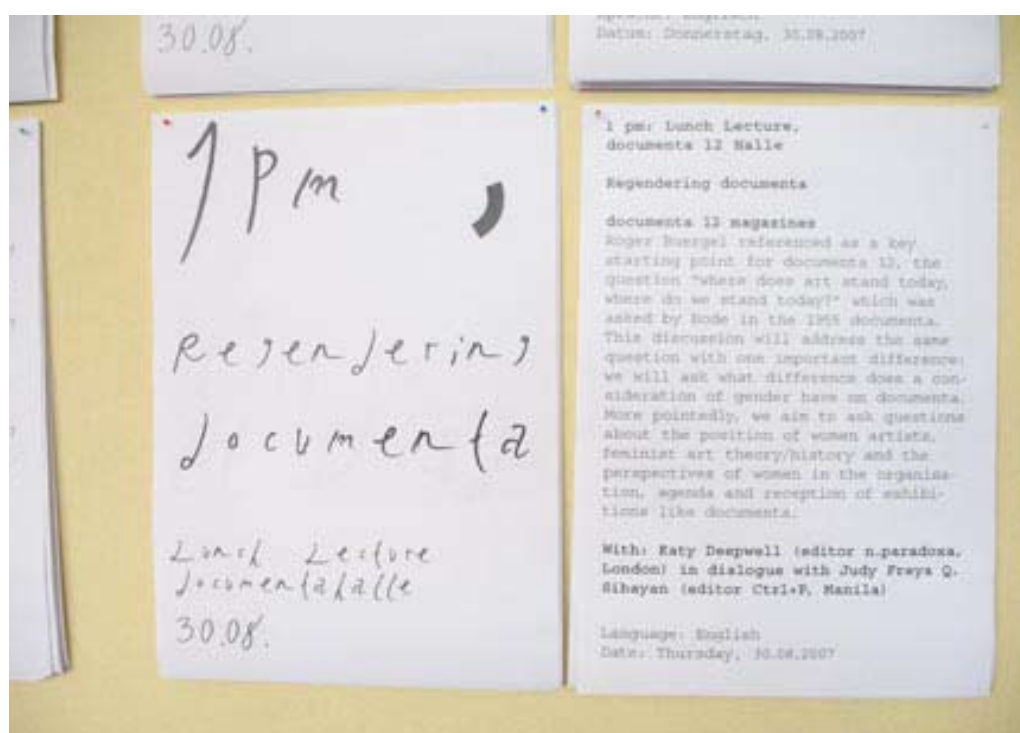 30.08.
Sprache: Englisch
Datum: Donnerstag, 30.08.2007
1 pm
,
Regendering
documenta
Lunch Lecture
documentahalle
30.08.
1 pm: Lunch Lecture,
documenta 12 Halle
Regendering documenta
documenta 12 magazines
Roger Buergel referenced as a key
starting point for documenta 12, the
question "where does art stand today,
where do we stand today?" which was
asked by Bode in the 1955 documenta.
This discussion will address the same
question with one important difference:
we will ask what difference does a con-
sideration of gender have on documenta.
More pointedly, we aim to ask questions
about the position of women artists,
feminist art theory/history and the
perspectives of women in the organisa-
tion, agenda and reception of exhibi-
tions like documenta.
With: Katy Deepwell (editor n.paradoxa,
London) in dialogue with Judy Freya Q.
Sibayan (editor Ctrl+P, Manila)
Language: English
Date: Thursday, 30.08.2007